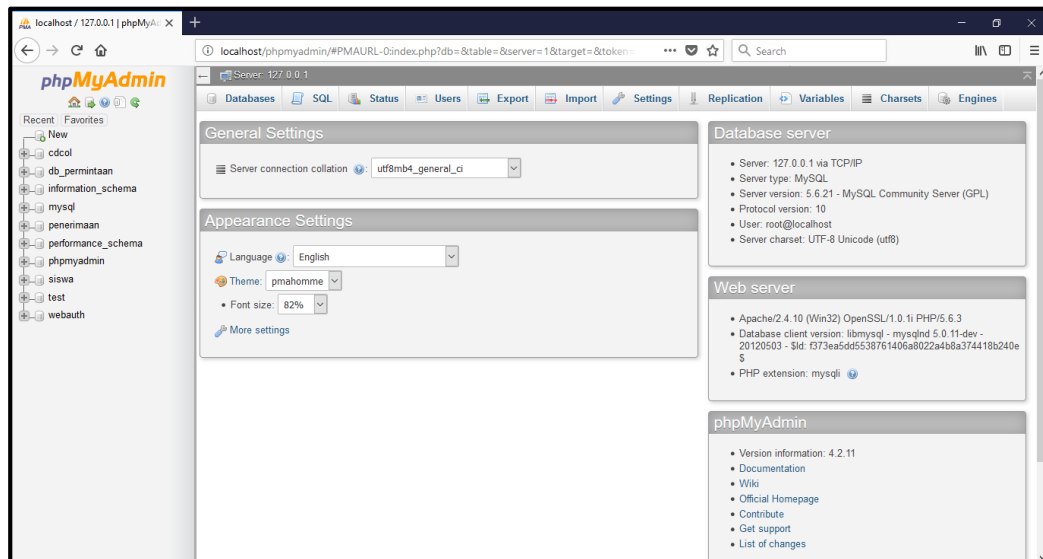 localhost / 127.0.0.1 | phpMyAd
localhost/phpmyadmin/#PMAURL-0:index.php?db=&table=&server=1&target=&token=
Search
phpMyAdmin
Recent Favorites
New
cdcol
db_permintaan
information_schema
mysql
penerimaan
performance_schema
phpmyadmin
siswa
test
webauth
Server: 127.0.0.1
Databases SQL Status Users Export Import Settings Replication Variables Charsets Engines
General Settings
Server connection collation : utf8mb4_general_ci
Appearance Settings
Language : English
Theme: pmahomme
• Font size: 82%
More settings
Database server
• Server: 127.0.0.1 via TCP/IP
• Server type: MySQL
• Server version: 5.6.21 - MySQL Community Server (GPL)
• Protocol version: 10
• User: root@localhost
• Server charset: UTF-8 Unicode (utf8)
Web server
• Apache/2.4.10 (Win32) OpenSSL/1.0.1i PHP/5.6.3
• Database client version: libmysql - mysqlnd 5.0.11-dev -
20120503 - $Id: f373ea5dd5538761406a8022a4b8a374418b240e
$
• PHP extension: mysqli
phpMyAdmin
• Version information: 4.2.11
• Documentation
• Wiki
• Official Homepage
• Contribute
• Get support
• List of changes